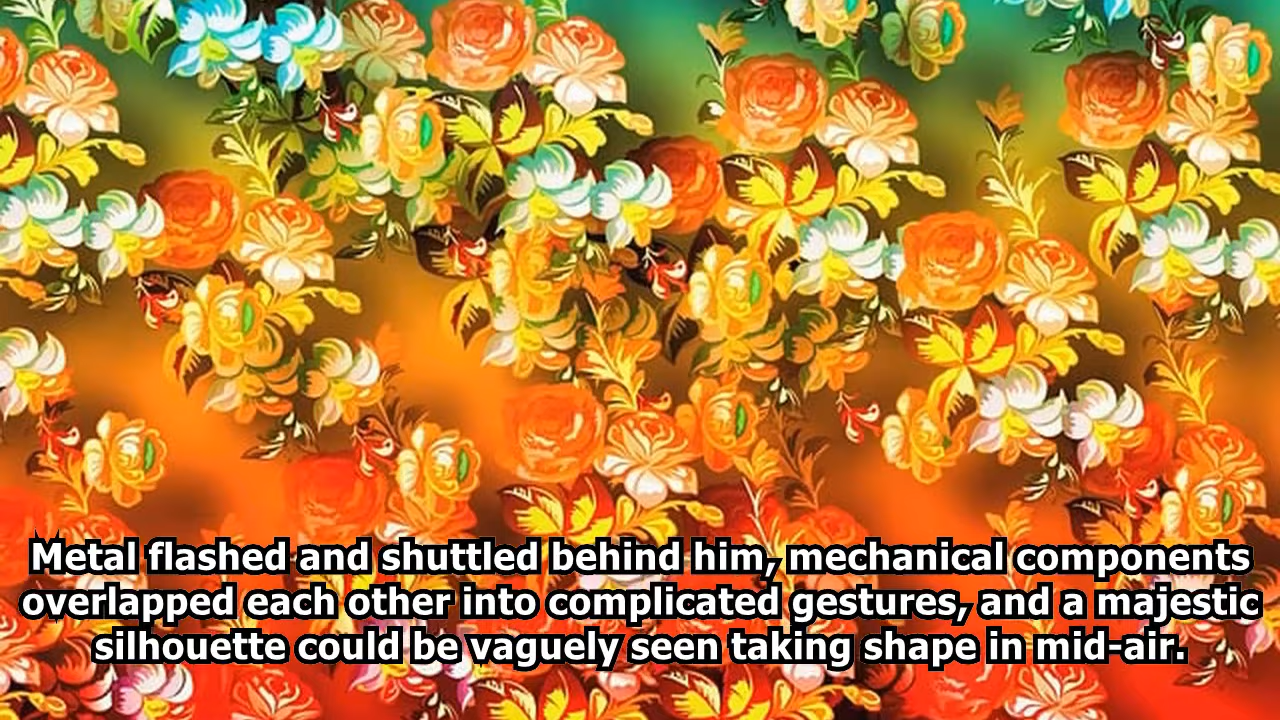 Metal flashed and shuttled behind him, mechanical components
overlapped each other into complicated gestures, and a majestic
silhouette could be vaguely seen taking shape in mid-air.